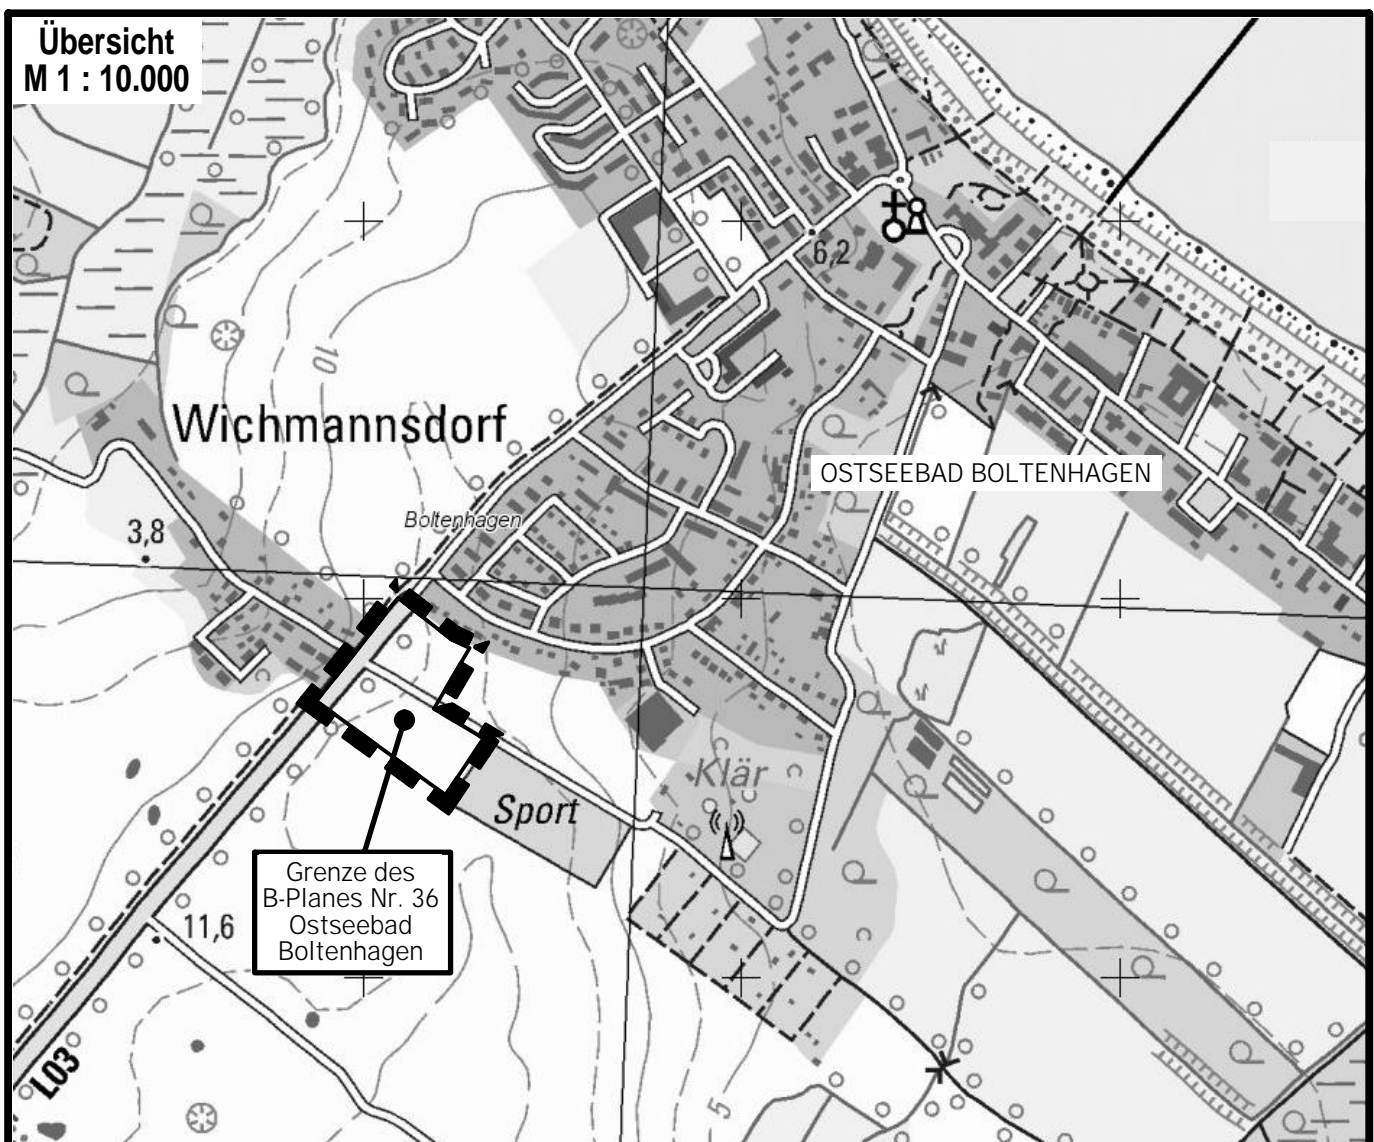 Übersicht
M 1 : 10.000
6,2
10
Wichmannsdorf
OSTSEEBAD BOLTENHAGEN
Boltenhagen
3,8
Klär
Sport
Grenze des
B-Planes Nr. 36
Ostseebad
Boltenhagen
11,6
L03
5